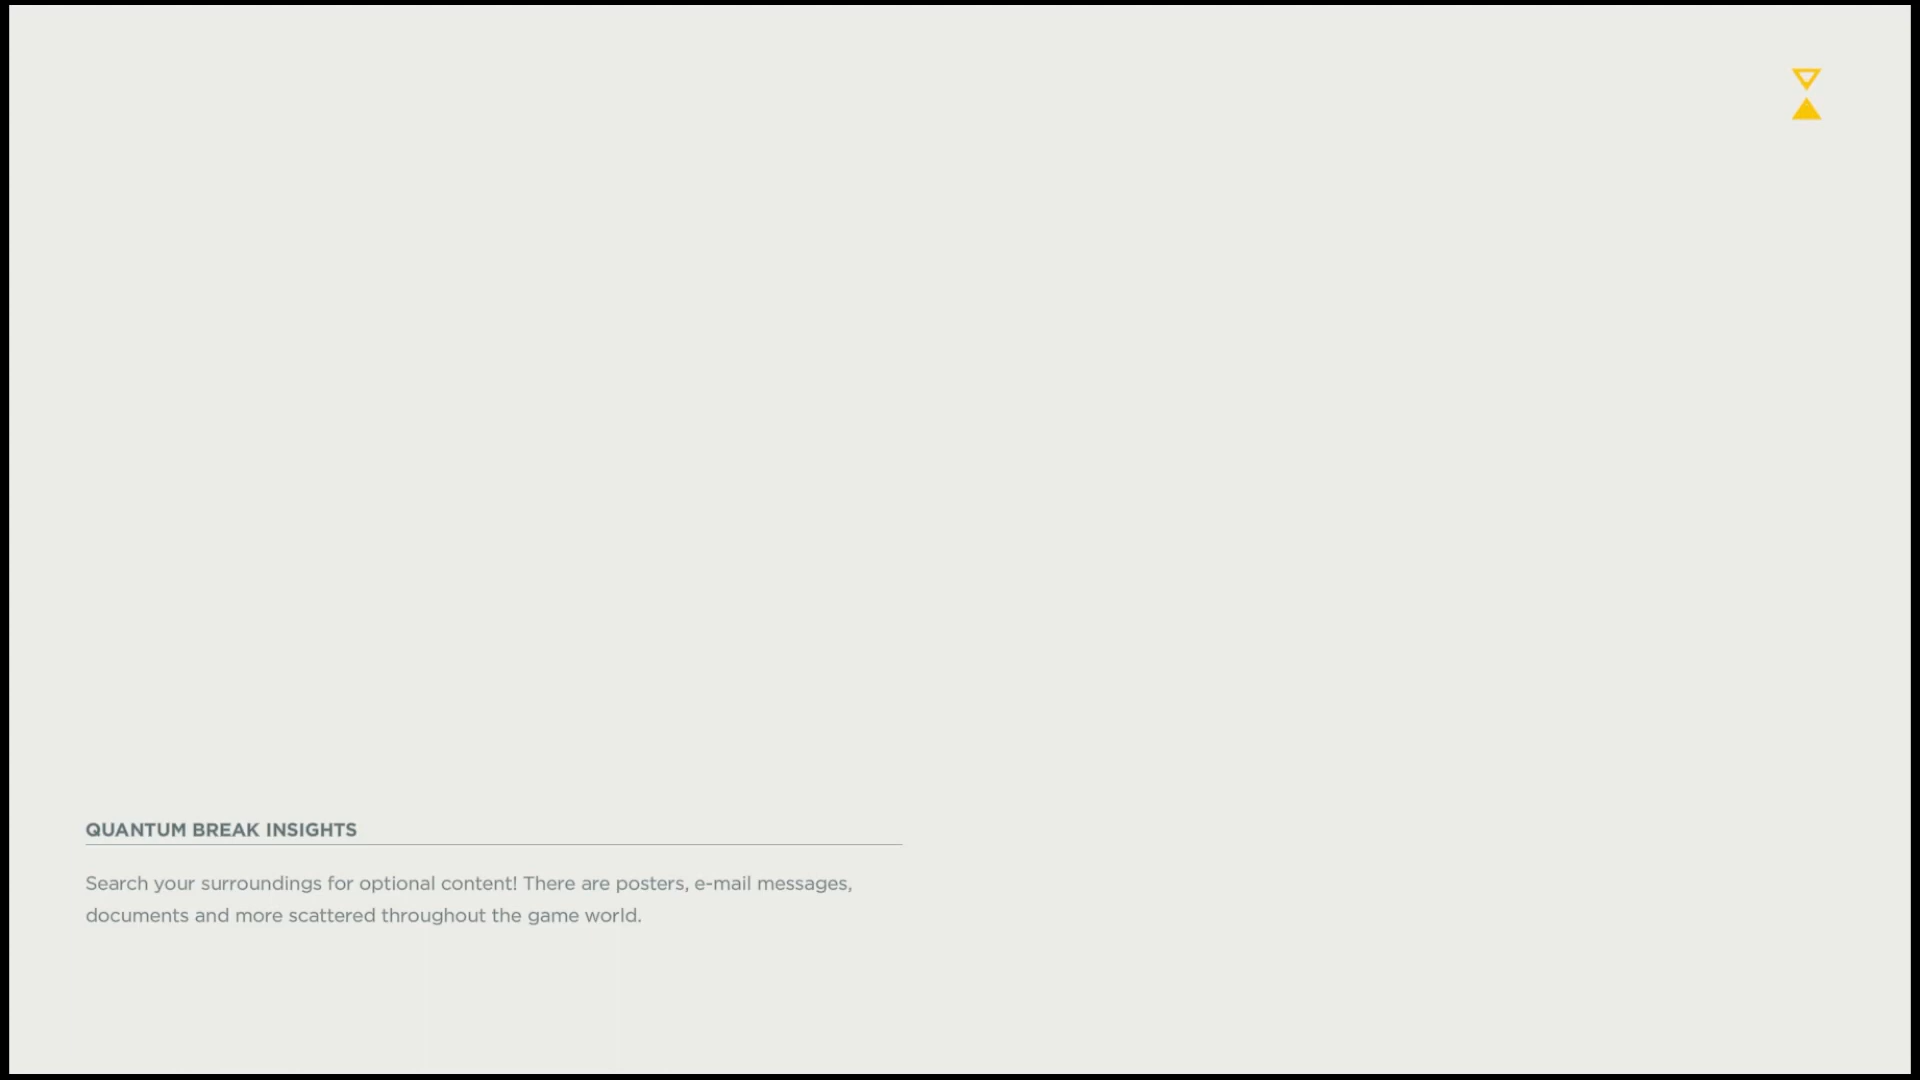 QUANTUM BREAK INSIGHTS
Search your surroundings for optional content! There are posters, e-mail messages,
documents and more scattered throughout the game world.